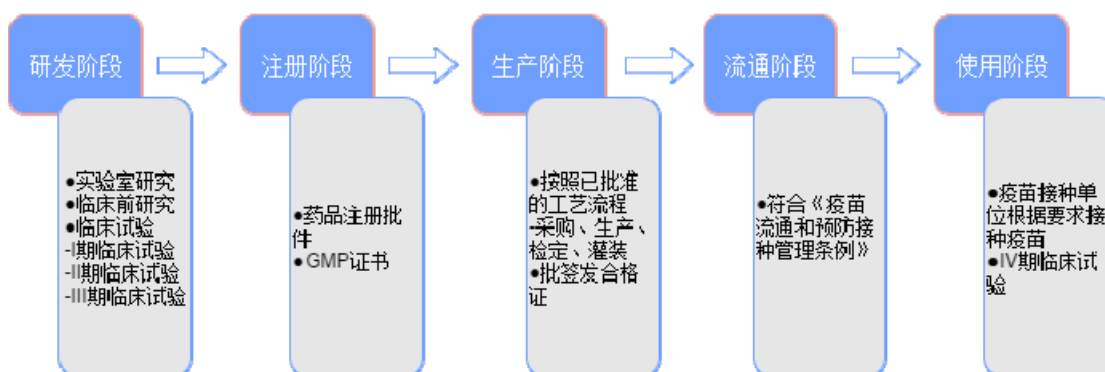 研发阶段
注册阶段
生产阶段
流通阶段
使用阶段
●实验室研究
●临床前研究
●临床试验
-I期临床试验
-II期临床试验
-III期临床试验
●药品注册批
件
●GMP证书
●按照已批准
的工艺流程
-采购、生产、
检定、灌装
●批签发合格
证
●符合《疫苗
流通和预防接
种管理条例》
●疫苗接种单
位根据要求接
种疫苗
●IV期临床试
验